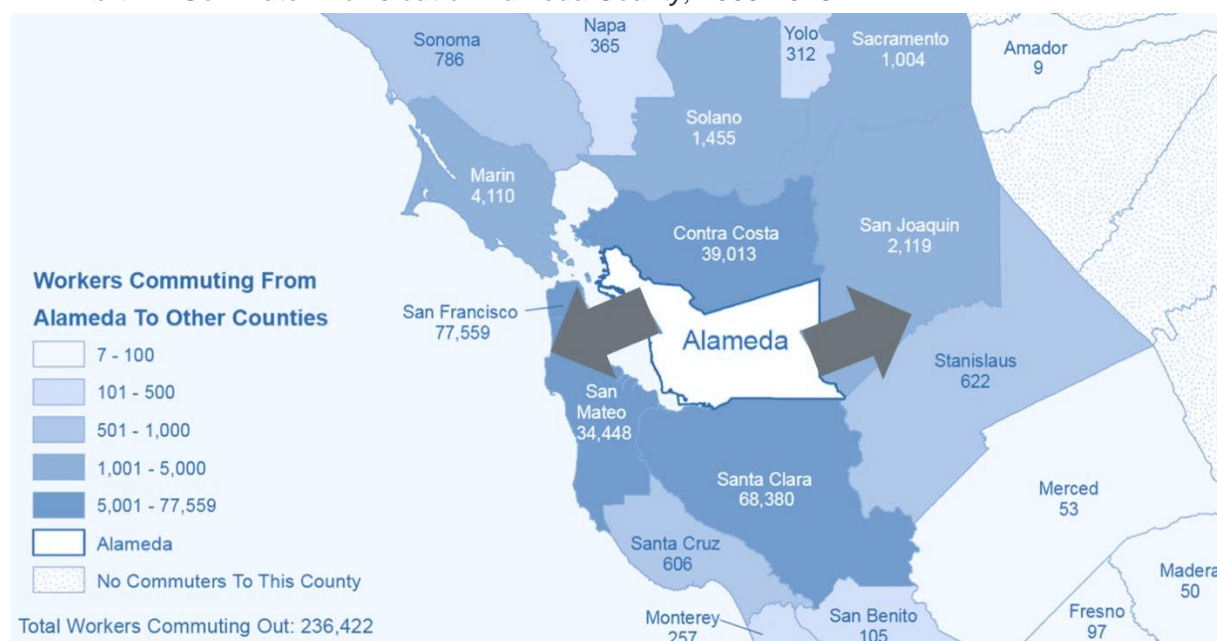 Napa
365
Yolo
312
Sonoma
786
Sacramento
1,004
Amador
9
Solano
1,455
Marin
4,110
Contra Costa
39,013
San Joaquin
2,119
Workers Commuting From
Alameda To Other Counties
San Francisco
77,559
Alameda
7 - 100
Stanislaus
622
101 - 500
San
Mateo
34,448
501 - 1,000
1,001 - 5,000
Santa Clara
68,380
Merced
53
5,001 - 77,559
Alameda
Santa Cruz
606
No Commuters To This County
Madera
50
Monterey
257
San Benito
105
Fresno
97
Total Workers Commuting Out: 236,422